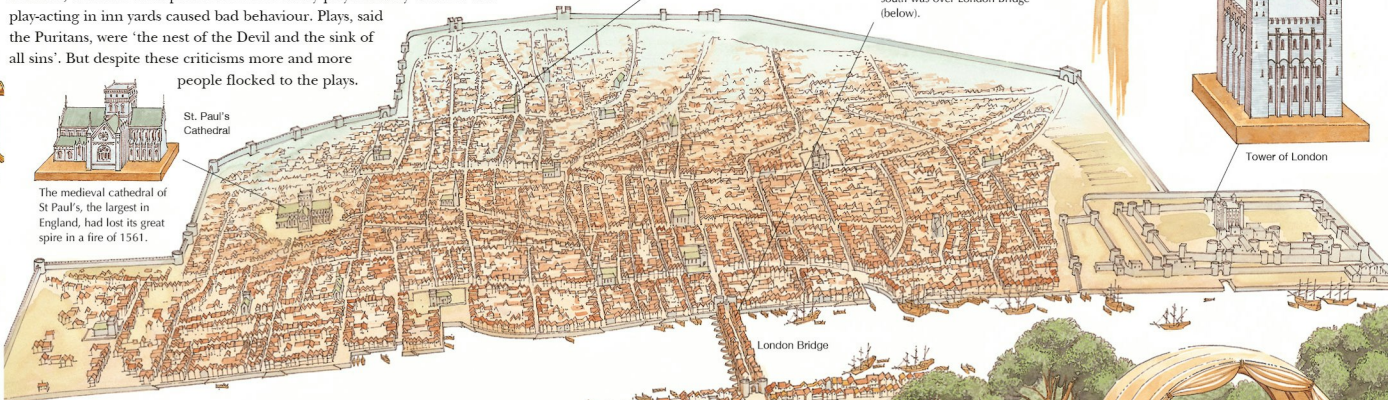 play-acting in inn yards caused bad behaviour. Plays, said
the Puritans, were ‘the nest of the Devil and the sink of
all sins’. But despite these criticisms more and more
people flocked to the plays.
south was over London Bridge
(below).
St. Paul’s
Cathedral
The medieval cathedral of
St Paul’s, the largest in
England, had lost its great
spire in a fire of 1561.
Tower of London
London Bridge